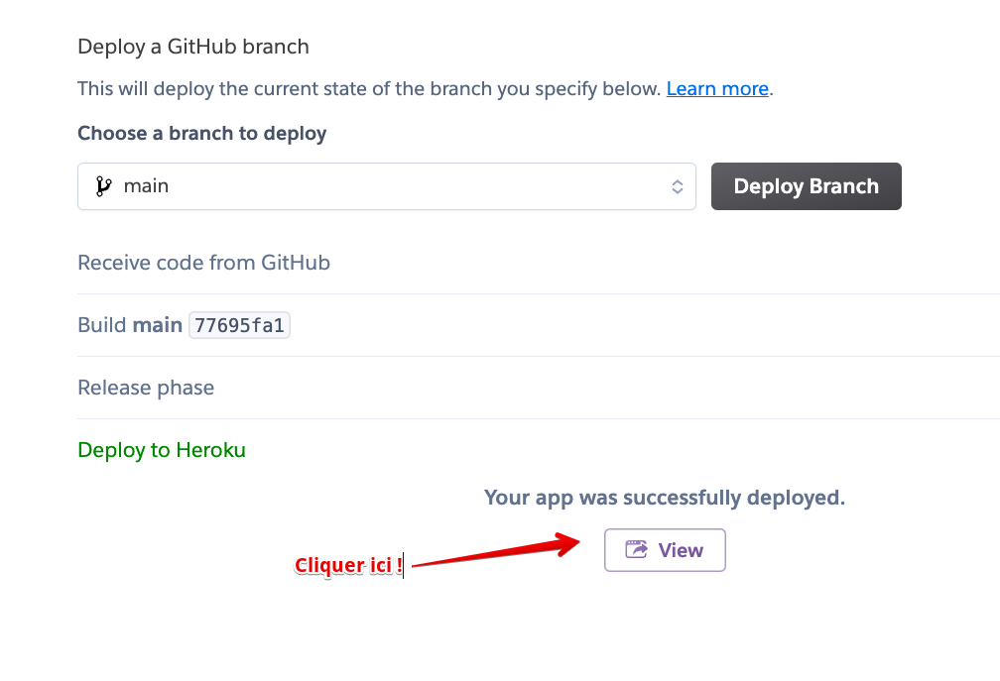 Deploy a GitHub branch
This will deploy the current state of the branch you specify below. Learn more.
Choose a branch to deploy
main
Deploy Branch
Receive code from GitHub
Build main 77695fa1
Release phase
Deploy to Heroku
Your app was successfully deployed.
Cliquer ici !
View